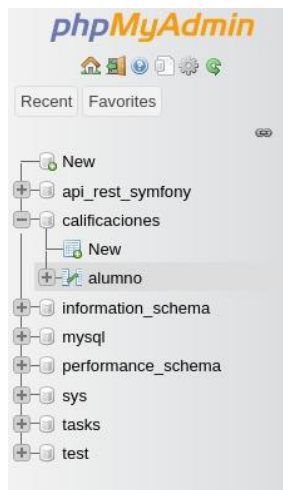 phpMyAdmin
Recent Favorites
New
api_rest_symfony
calificaciones
New
alumno
information_schema
mysql
performance_schema
sys
tasks
test